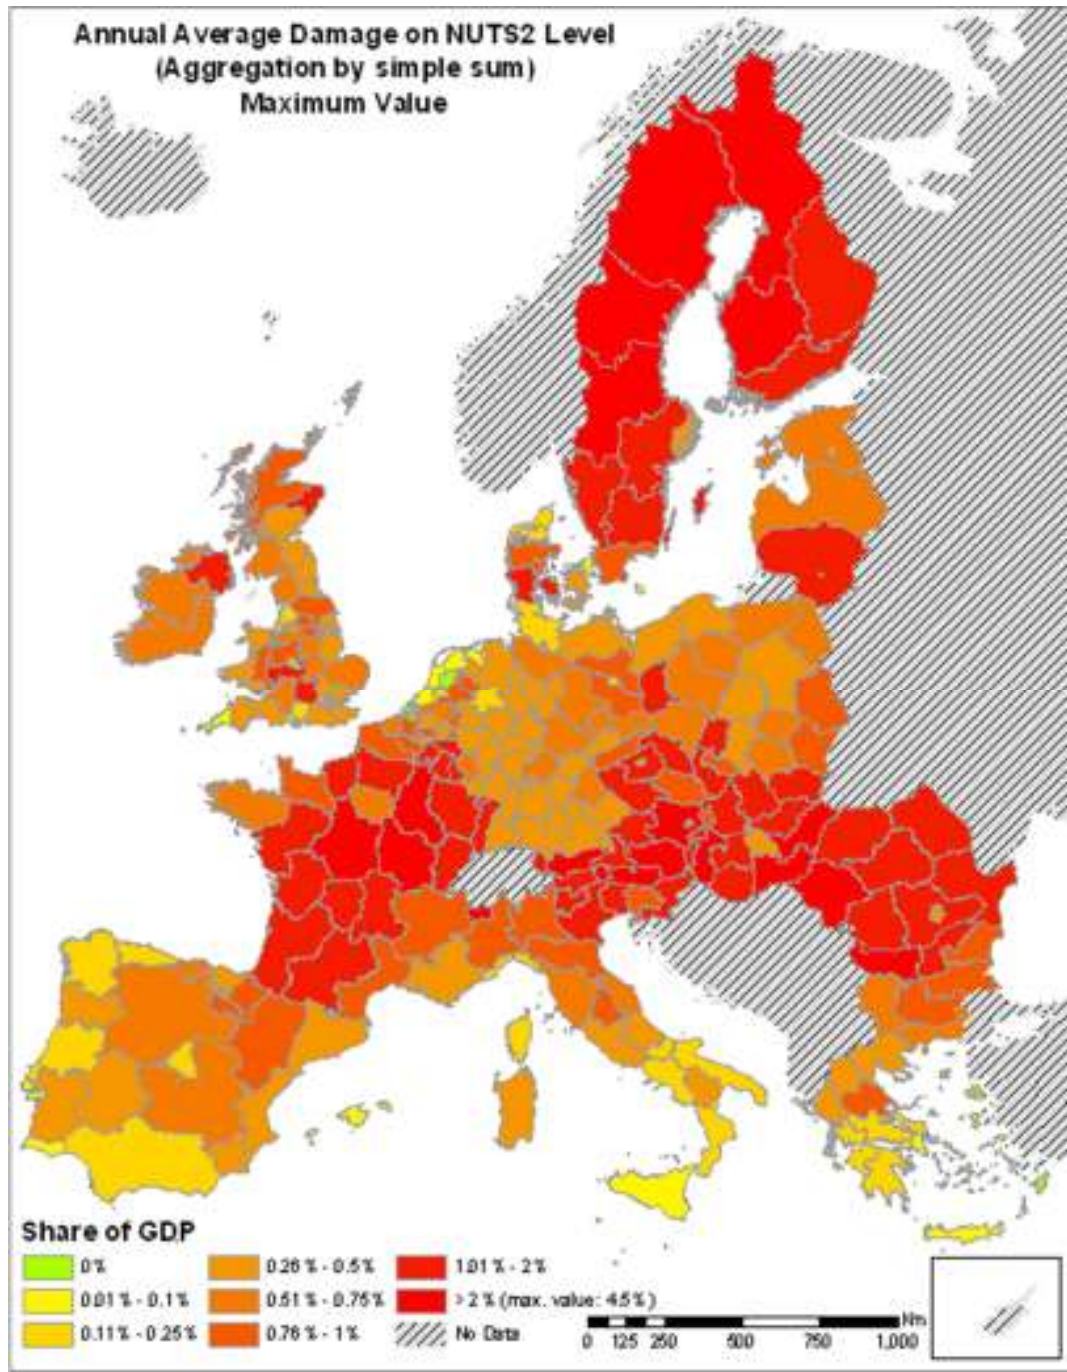 Annual Average Damage on NUTS2 Level
(Aggregation by simple sum)
Maximum Value
Share of GDP
0%
0.01% - 0.1%
0.11% - 0.25%
0.26% - 0.5%
0.51% - 0.75%
0.76% - 1%
1.01% - 2%
> 2% (max. value: 4.5%)
No Data
Km
0 125 250 500 750 1,000